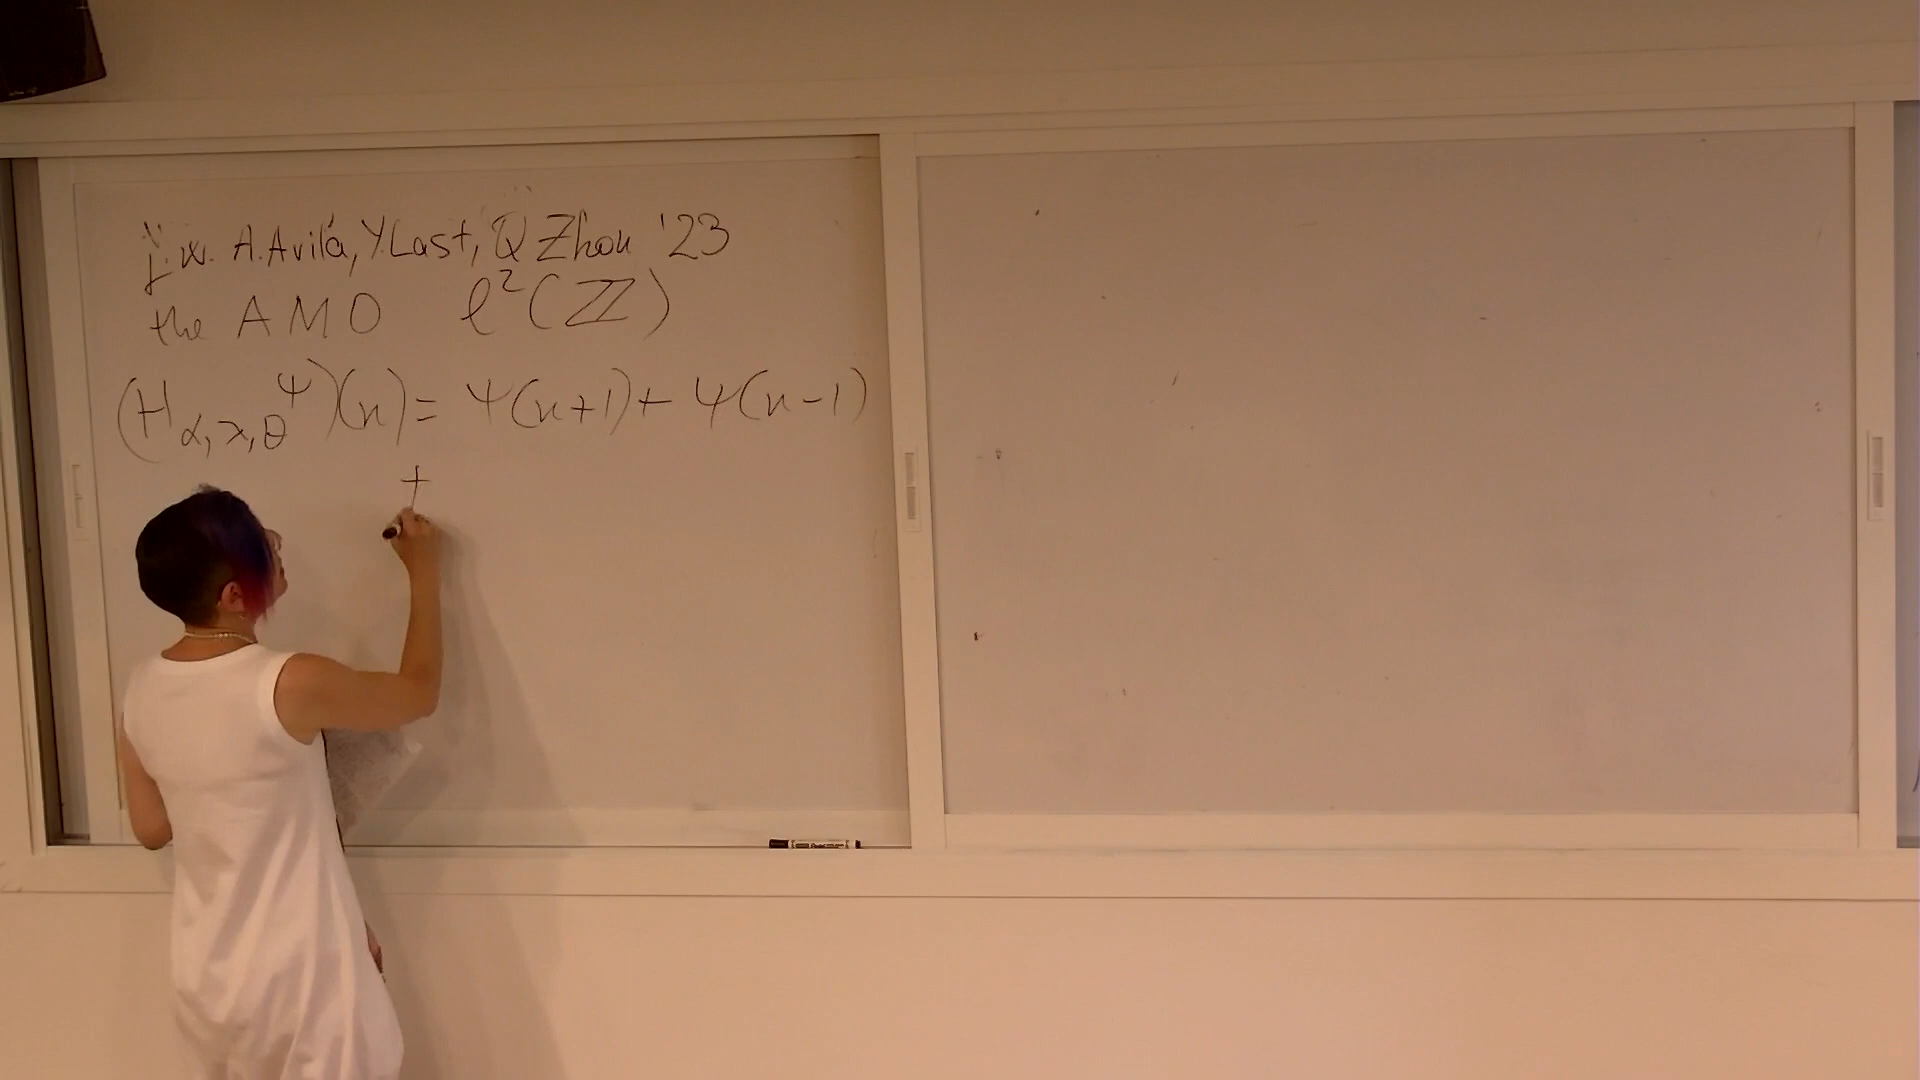 j.w. A.Avila, Y.Last, Q Zhou '23
the AMO ℓ²(ℤ)
(H_{α,λ,θ} ψ)(n) = ψ(n+1) + ψ(n-1)
+